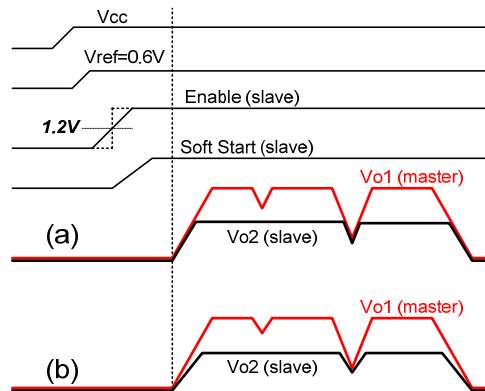 Vcc
Vref=0.6V
Enable (slave)
1.2V
Soft Start (slave)
Vo1 (master)
(a)
Vo2 (slave)
Vo1 (master)
(b)
Vo2 (slave)